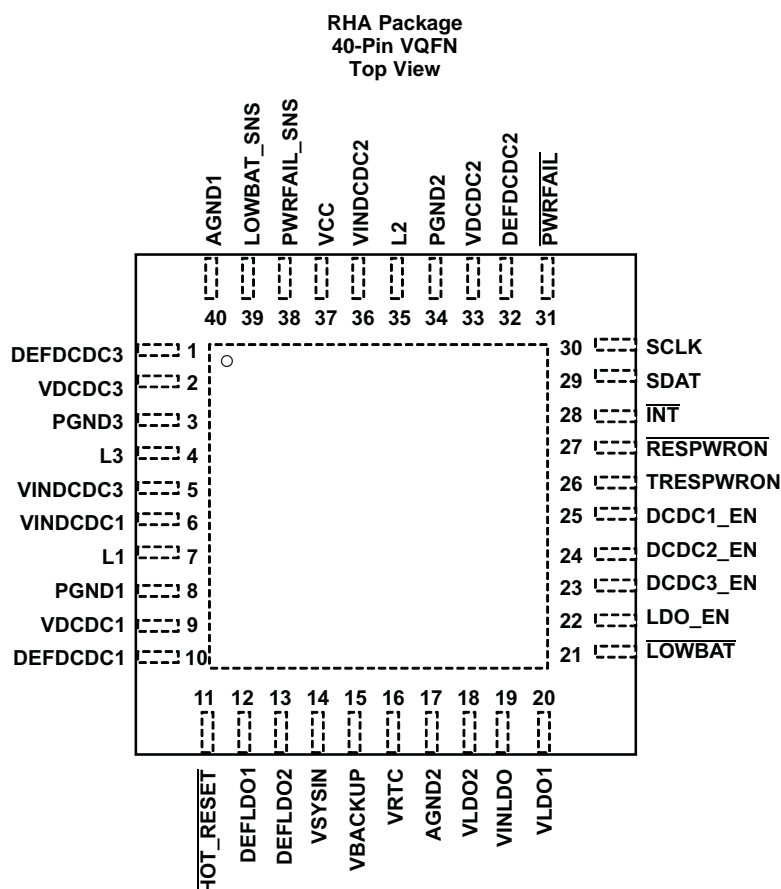 RHA Package
40-Pin VQFN
Top View
AGND1
LOWBAT_SNS
PWRFAIL_SNS
VCC
VINDCDC2
L2
PGND2
VDCDC2
DEFDCDC2
PWRFAIL
40 39 38 37 36 35 34 33 32 31
DEFDCDC3 1
VDCDC3 2
PGND3 3
L3 4
VINDCDC3 5
VINDCDC1 6
L1 7
PGND1 8
VDCDC1 9
DEFDCDC1 10
30 SCLK
29 SDAT
28 INT
27 RESPWRON
26 TRESPWRON
25 DCDC1_EN
24 DCDC2_EN
23 DCDC3_EN
22 LDO_EN
21 LOWBAT
11 12 13 14 15 16 17 18 19 20
HOT_RESET
DEFLDO1
DEFLDO2
VSYSIN
VBACKUP
VRTC
AGND2
VLDO2
VINLDO
VLDO1